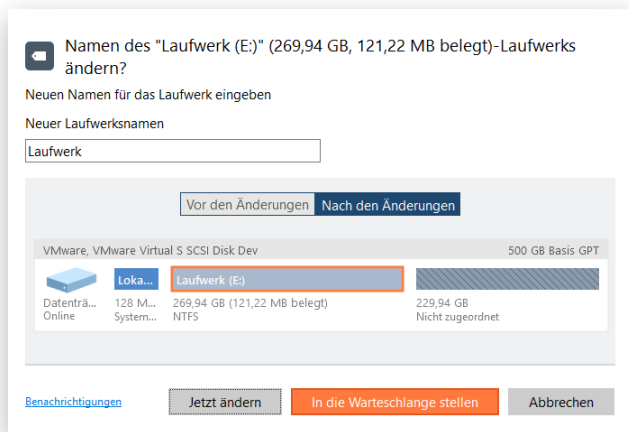 Namen des "Laufwerk (E:)" (269,94 GB, 121,22 MB belegt)-Laufwerks
ändern?
Neuen Namen für das Laufwerk eingeben
Neuer Laufwerksname
Laufwerk
Vor den Änderungen Nach den Änderungen
VMware, VMware Virtual S SCSI Disk Dev 500 GB Basis GPT
Loka... Laufwerk (E:)
Datenträ... 128 M... 269,94 GB (121,22 MB belegt) 229,94 GB
Online System... NTFS Nicht zugeordnet
Benachrichtigungen Jetzt ändern In die Warteschlange stellen Abbrechen